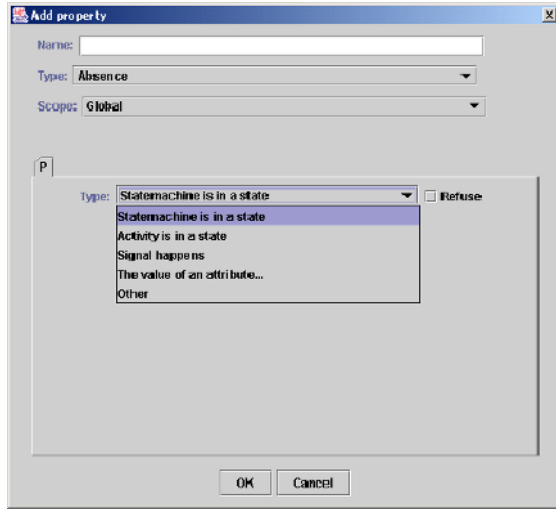 Add property
Name:
Type: Absence
Scope: Global
P
Type: Statemachine is in a state Refuse
Statemachine is in a state
Activity is in a state
Signal happens
The value of an attribute...
Other
OK Cancel